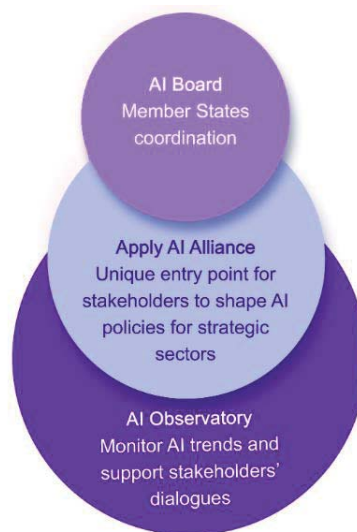 AI Board
Member States
coordination
Apply AI Alliance
Unique entry point for
stakeholders to shape AI
policies for strategic
sectors
AI Observatory
Monitor AI trends and
support stakeholders’
dialogues